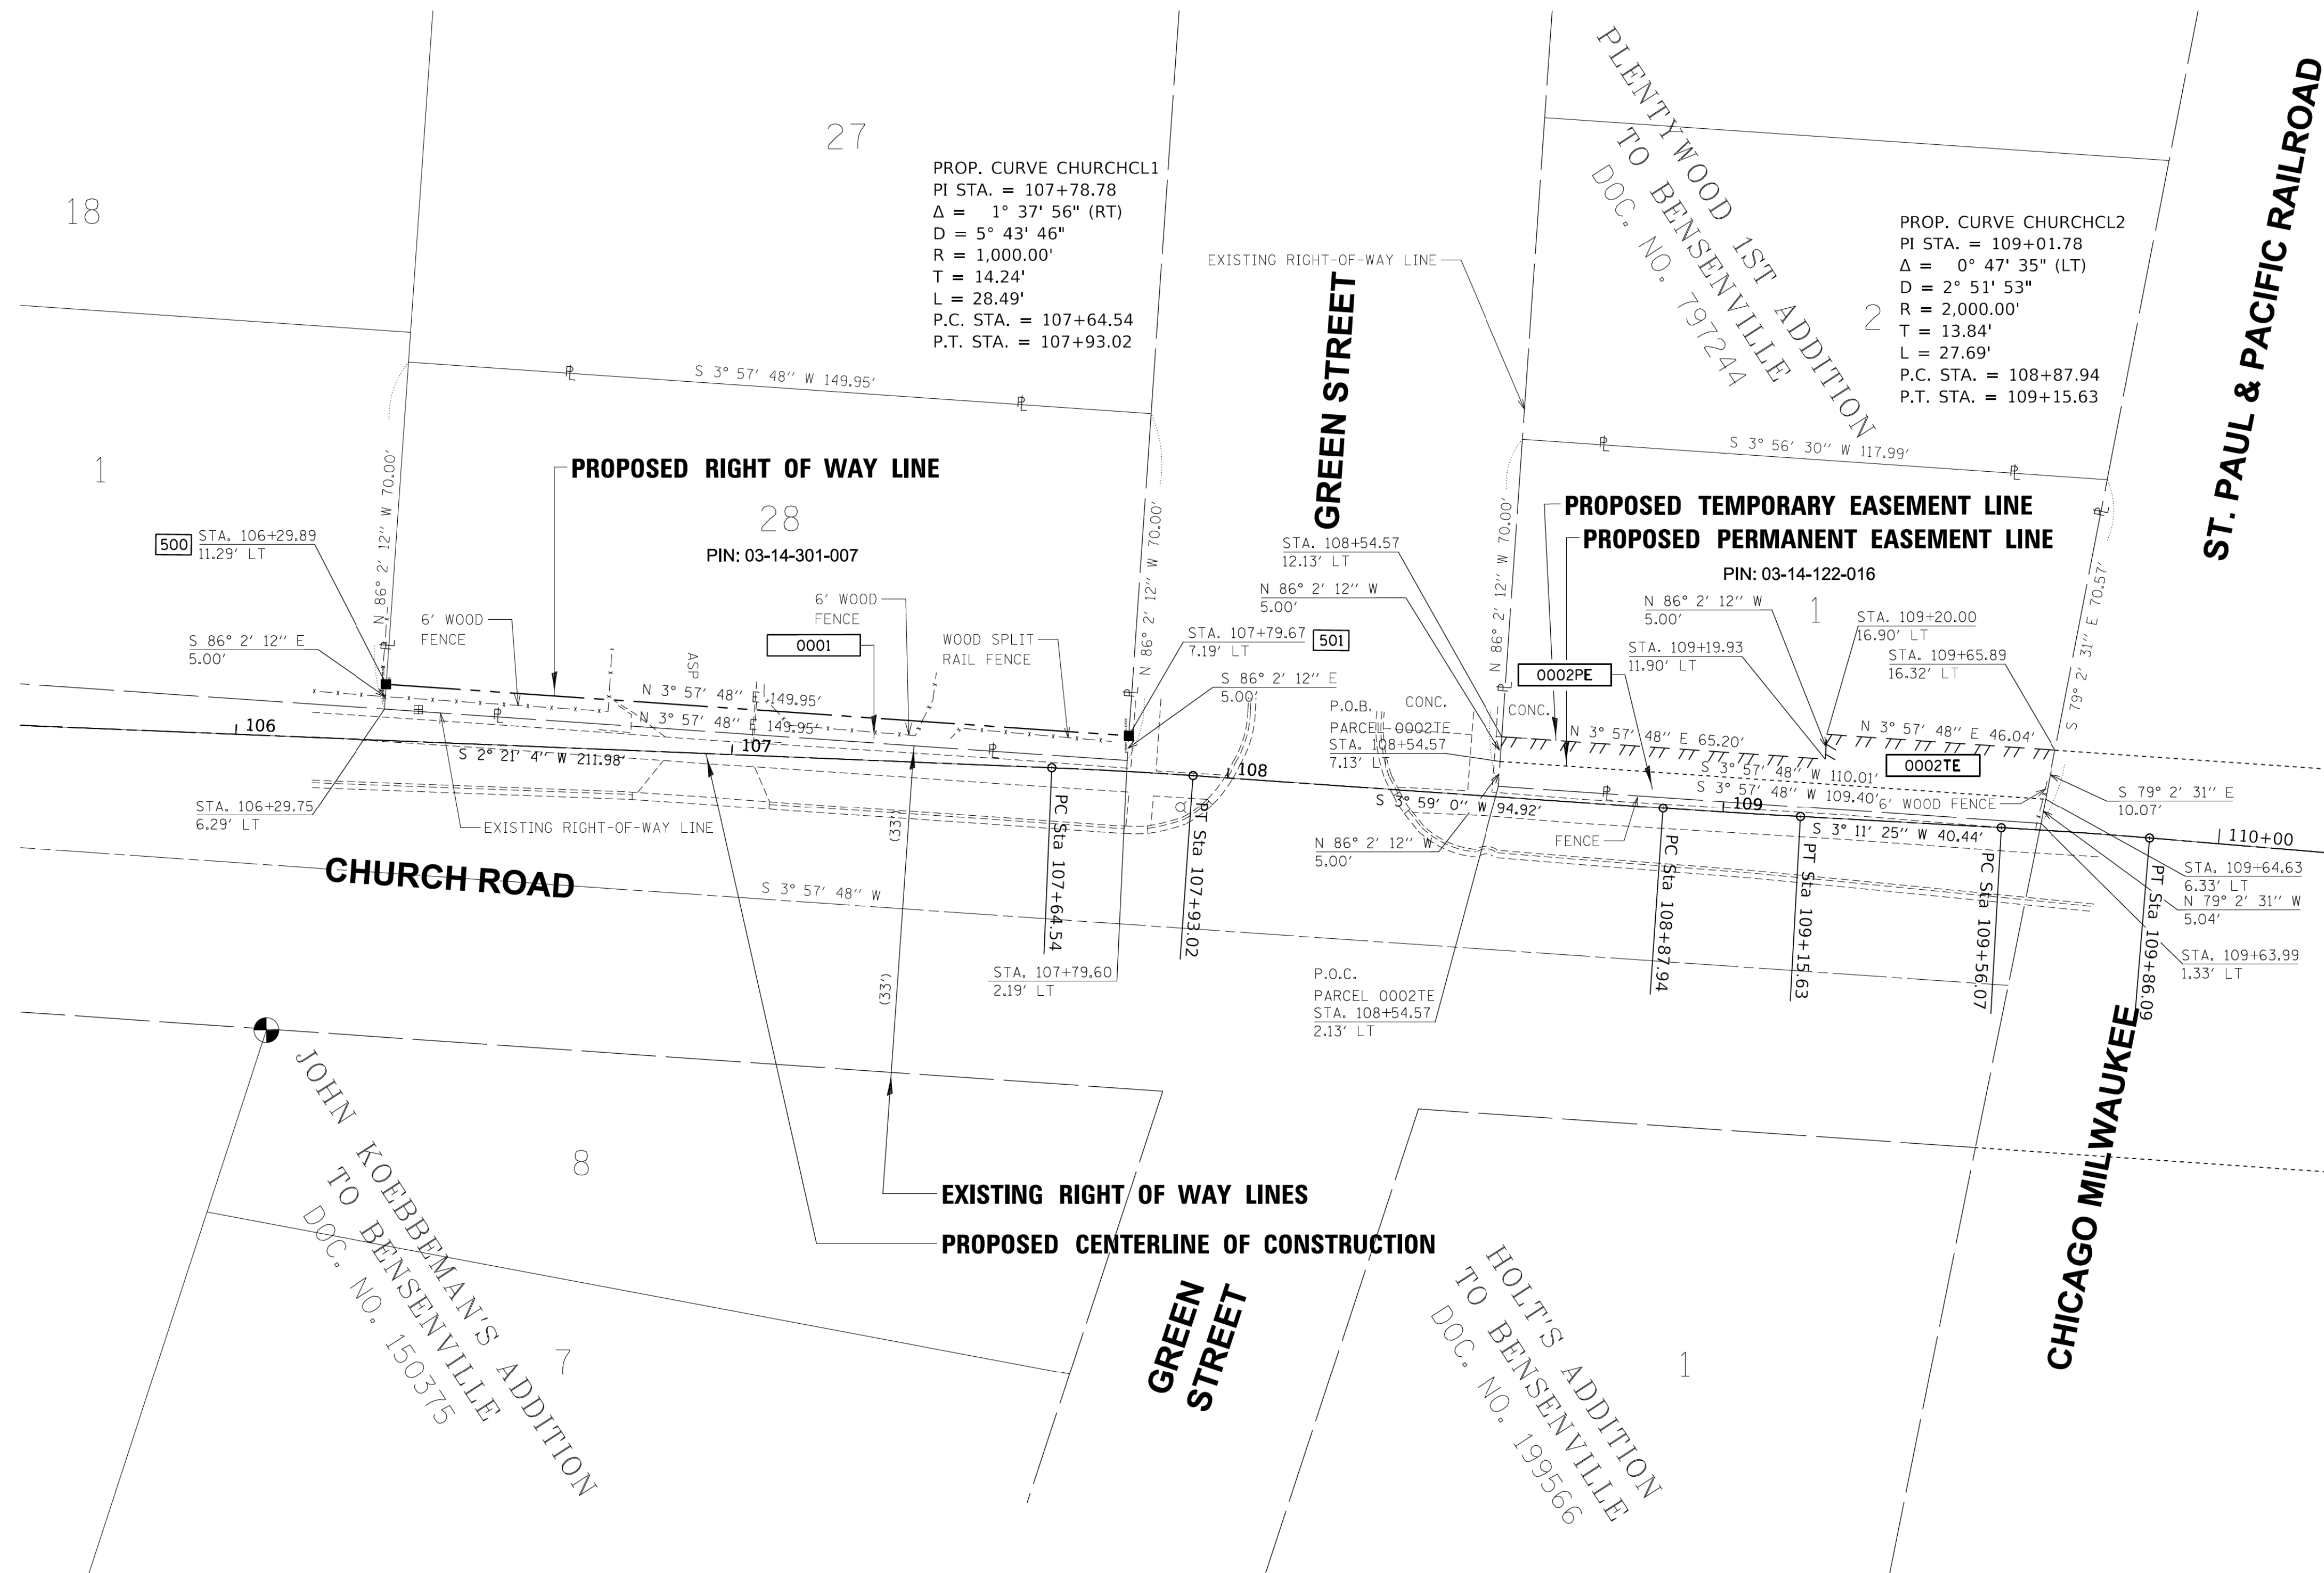 18
27
PROP. CURVE CHURCHCL1
PI STA. = 107+78.78
Δ = 1° 37' 56" (RT)
D = 5° 43' 46"
R = 1,000.00'
T = 14.24'
L = 28.49'
P.C. STA. = 107+64.54
P.T. STA. = 107+93.02
EXISTING RIGHT-OF-WAY LINE
GREEN STREET
PLENTYWOOD 1ST ADDITION
TO BENSENVILLE
DOC. NO. 797244
2
PROP. CURVE CHURCHCL2
PI STA. = 109+01.78
Δ = 0° 47' 35" (LT)
D = 2° 51' 53"
R = 2,000.00'
T = 13.84'
L = 27.69'
P.C. STA. = 108+87.94
P.T. STA. = 109+15.63
ST. PAUL & PACIFIC RAILROAD
S 3° 57' 48'' W 149.95'
S 3° 56' 30'' W 117.99'
1
PROPOSED RIGHT OF WAY LINE
28
PIN: 03-14-301-007
N 86° 2' 12'' W 70.00'
N 86° 2' 12'' W 70.00'
N 86° 2' 12'' W 70.00'
S 79° 2' 31'' E 70.57'
PROPOSED TEMPORARY EASEMENT LINE
PROPOSED PERMANENT EASEMENT LINE
PIN: 03-14-122-016
1
500
STA. 106+29.89
11.29' LT
S 86° 2' 12'' E
5.00'
6' WOOD
FENCE
ASP
0001
6' WOOD
FENCE
WOOD SPLIT
RAIL FENCE
STA. 107+79.67
7.19' LT
501
S 86° 2' 12'' E
5.00'
STA. 108+54.57
12.13' LT
N 86° 2' 12'' W
5.00'
P.O.B.
PARCEL 0002TE
STA. 108+54.57
7.13' LT
CONC.
CONC.
0002PE
N 86° 2' 12'' W
5.00'
STA. 109+19.93
11.90' LT
STA. 109+20.00
16.90' LT
STA. 109+65.89
16.32' LT
N 3° 57' 48'' E 149.95'
N 3° 57' 48'' E 149.95'
N 3° 57' 48'' E 65.20'
N 3° 57' 48'' E 46.04'
0002TE
S 3° 57' 48'' W 110.01'
S 3° 57' 48'' W 109.40'
6' WOOD FENCE
S 79° 2' 31'' E
10.07'
106
107
108
109
110+00
S 2° 21' 4'' W 211.98'
S 3° 59' 0'' W 94.92'
S 3° 11' 25'' W 40.44'
STA. 106+29.75
6.29' LT
EXISTING RIGHT-OF-WAY LINE
(33')
(33')
PC Sta 107+64.54
PT Sta 107+93.02
N 86° 2' 12'' W
5.00'
FENCE
PC Sta 108+87.94
PT Sta 109+15.63
PC Sta 109+56.07
PT Sta 109+86.09
STA. 109+64.63
6.33' LT
N 79° 2' 31'' W
5.04'
STA. 109+63.99
1.33' LT
CHURCH ROAD
S 3° 57' 48'' W
STA. 107+79.60
2.19' LT
P.O.C.
PARCEL 0002TE
STA. 108+54.57
2.13' LT
JOHN KOEBBEMAN'S ADDITION
TO BENSENVILLE
DOC. NO. 150375
8
7
EXISTING RIGHT OF WAY LINES
PROPOSED CENTERLINE OF CONSTRUCTION
GREEN
STREET
HOLT'S ADDITION
TO BENSENVILLE
DOC. NO. 199566
1
CHICAGO MILWAUKEE